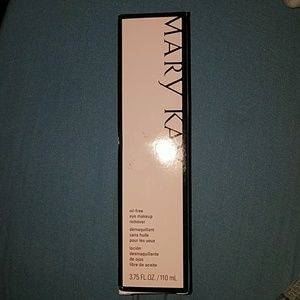 MARY KAY
oil-free
eye makeup
remover
démaquillant
sans huile
pour les yeux
loción
desmaquillante
de ojos
libre de aceite
3.75 FL. OZ. / 110 mL